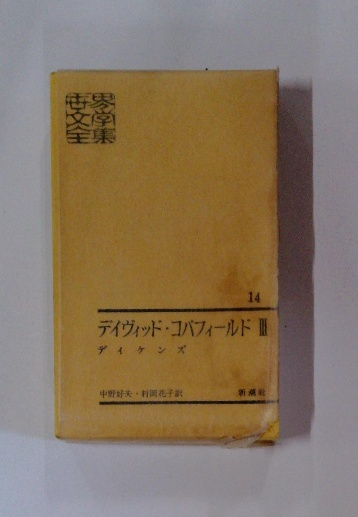 世界文学全集
14
デイヴィッド・コパフィールド Ⅲ
デイケンズ
中野好夫・村岡花子訳
新潮社